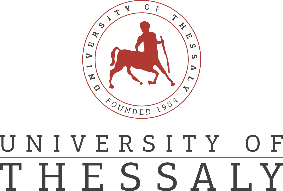 UNIVERSITY OF THESSALY
FOUNDED 1984
UNIVERSITY OF
THESSALY